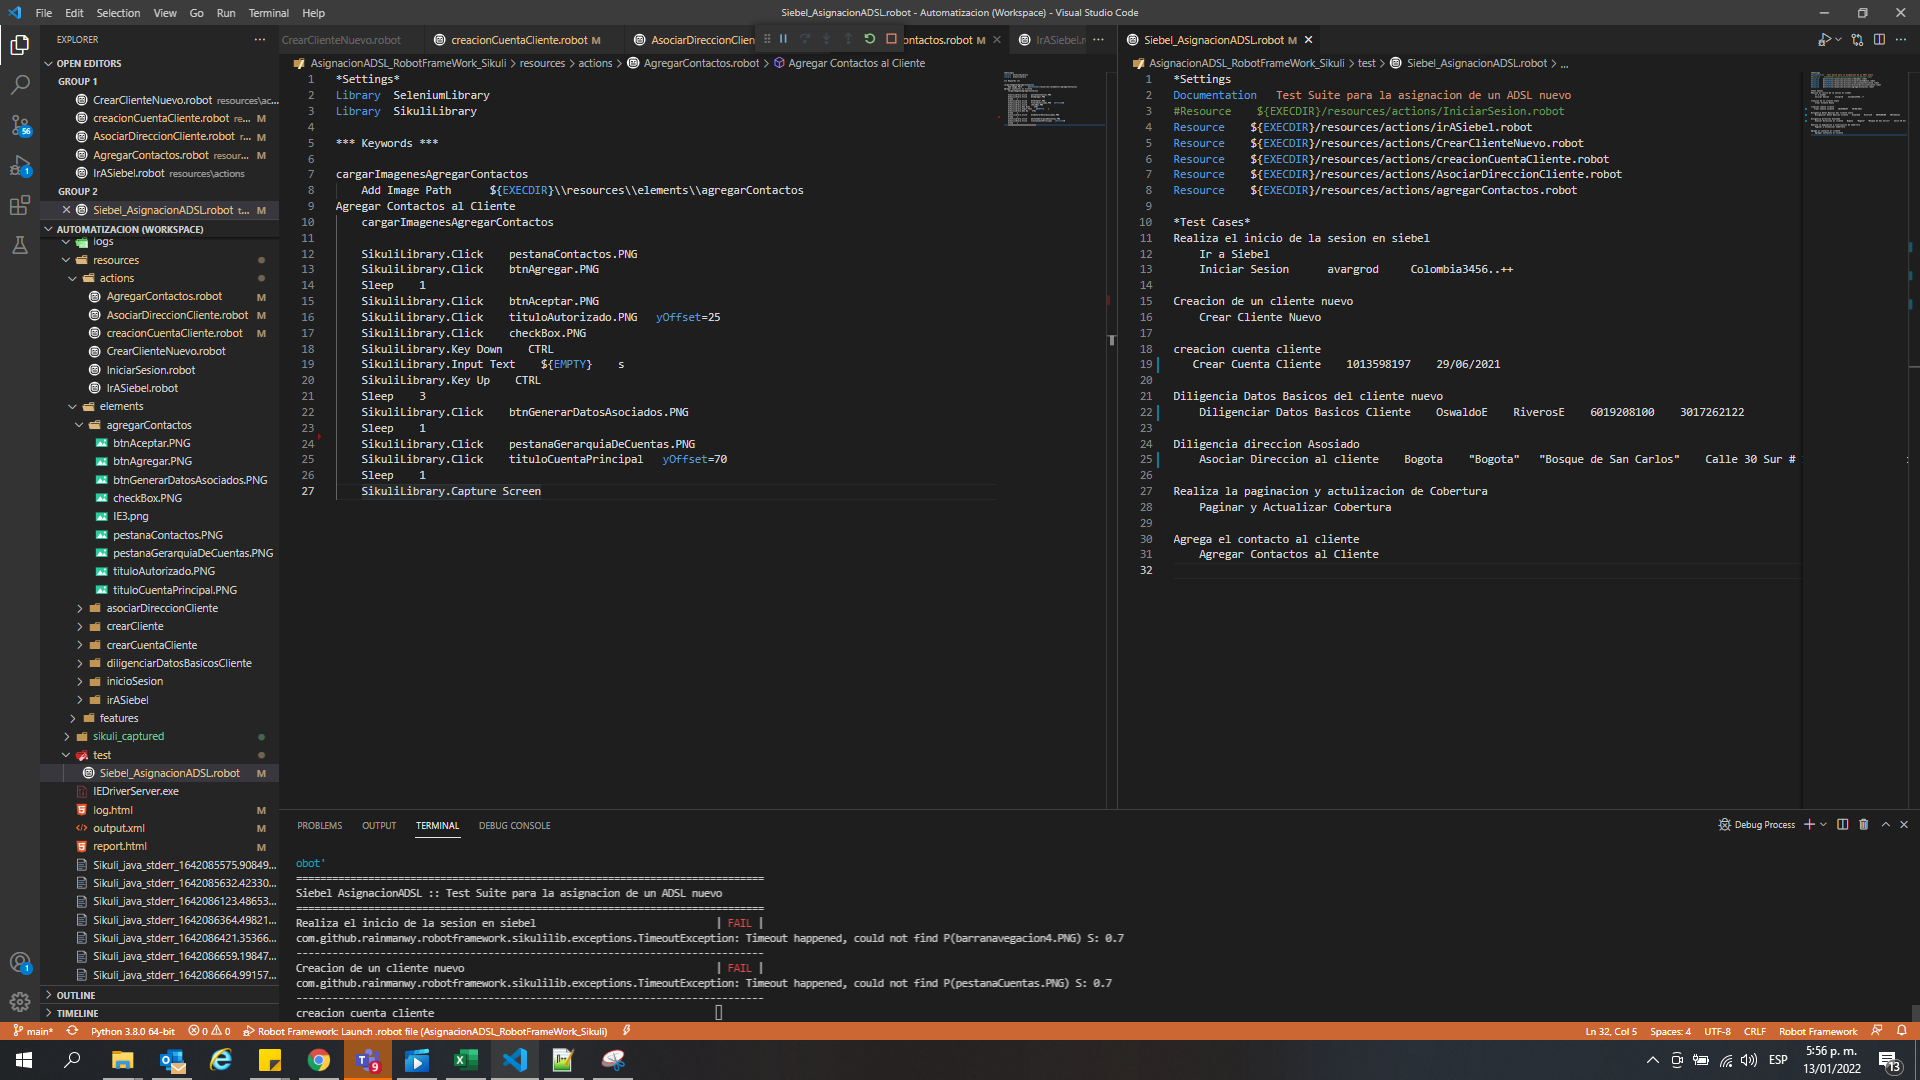 File Edit Selection View Go Run Terminal Help
Siebel_AsignacionADSL.robot - Automatizacion (Workspace) - Visual Studio Code
EXPLORER
OPEN EDITORS
GROUP 1
CrearClienteNuevo.robot resources\ac...
creacionCuentaCliente.robot re... M
AsociarDireccionCliente.robot r... M
AgregarContactos.robot resour... M
IrASiebel.robot resources\actions
GROUP 2
Siebel_AsignacionADSL.robot t... M
AUTOMATIZACION (WORKSPACE)
logs
resources
actions
AgregarContactos.robot M
AsociarDireccionCliente.robot M
creacionCuentaCliente.robot M
CrearClienteNuevo.robot
IniciarSesion.robot
IrASiebel.robot
elements
agregarContactos
btnAceptar.PNG
btnAgregar.PNG
btnGenerarDatosAsociados.PNG
checkBox.PNG
IE3.png
pestanaContactos.PNG
pestanaGerarquiaDeCuentas.PNG
tituloAutorizado.PNG
tituloCuentaPrincipal.PNG
asociarDireccionCliente
crearCliente
crearCuentaCliente
diligenciarDatosBasicosCliente
inicioSesion
irASiebel
features
sikuli_captured
test
Siebel_AsignacionADSL.robot M
IEDriverServer.exe
log.html M
output.xml M
report.html M
Sikuli_java_stderr_1642085575.90849...
Sikuli_java_stderr_1642085632.42330...
Sikuli_java_stderr_1642086123.48653...
Sikuli_java_stderr_1642086364.49821...
Sikuli_java_stderr_1642086421.35366...
Sikuli_java_stderr_1642086659.19847...
Sikuli_java_stderr_1642086664.99157...
OUTLINE
TIMELINE
56
1
1
CrearClienteNuevo.robot creacionCuentaCliente.robot M AsociarDireccionClien ontactos.robot M IrASiebel.r
AsignacionADSL_RobotFrameWork_Sikuli > resources > actions > AgregarContactos.robot > Agregar Contactos al Cliente
1 *Settings*
2 Library SeleniumLibrary
3 Library SikuliLibrary
4
5 *** Keywords ***
6
7 cargarImagenesAgregarContactos
8 Add Image Path ${EXECDIR}\\resources\\elements\\agregarContactos
9 Agregar Contactos al Cliente
10 cargarImagenesAgregarContactos
11
12 SikuliLibrary.Click pestanaContactos.PNG
13 SikuliLibrary.Click btnAgregar.PNG
14 Sleep 1
15 SikuliLibrary.Click btnAceptar.PNG
16 SikuliLibrary.Click tituloAutorizado.PNG yOffset=25
17 SikuliLibrary.Click checkBox.PNG
18 SikuliLibrary.Key Down CTRL
19 SikuliLibrary.Input Text ${EMPTY} s
20 SikuliLibrary.Key Up CTRL
21 Sleep 3
22 SikuliLibrary.Click btnGenerarDatosAsociados.PNG
23 Sleep 1
24 SikuliLibrary.Click pestanaGerarquiaDeCuentas.PNG
25 SikuliLibrary.Click tituloCuentaPrincipal yOffset=70
26 Sleep 1
27 SikuliLibrary.Capture Screen
Siebel_AsignacionADSL.robot M
AsignacionADSL_RobotFrameWork_Sikuli > test > Siebel_AsignacionADSL.robot > ...
1 *Settings
2 Documentation Test Suite para la asignacion de un ADSL nuevo
3 #Resource ${EXECDIR}/resources/actions/IniciarSesion.robot
4 Resource ${EXECDIR}/resources/actions/irASiebel.robot
5 Resource ${EXECDIR}/resources/actions/CrearClienteNuevo.robot
6 Resource ${EXECDIR}/resources/actions/creacionCuentaCliente.robot
7 Resource ${EXECDIR}/resources/actions/AsociarDireccionCliente.robot
8 Resource ${EXECDIR}/resources/actions/agregarContactos.robot
9
10 *Test Cases*
11 Realiza el inicio de la sesion en siebel
12 Ir a Siebel
13 Iniciar Sesion avargrod Colombia3456..++
14
15 Creacion de un cliente nuevo
16 Crear Cliente Nuevo
17
18 creacion cuenta cliente
19 Crear Cuenta Cliente 1013598197 29/06/2021
20
21 Diligencia Datos Basicos del cliente nuevo
22 Diligenciar Datos Basicos Cliente OswaldoE RiverosE 6019208100 3017262122
23
24 Diligencia direccion Asosiado
25 Asociar Direccion al cliente Bogota "Bogota" "Bosque de San Carlos" Calle 30 Sur #
26
27 Realiza la paginacion y actulizacion de Cobertura
28 Paginar y Actualizar Cobertura
29
30 Agrega el contacto al cliente
31 Agregar Contactos al Cliente
32
PROBLEMS OUTPUT TERMINAL DEBUG CONSOLE
Debug Process
obot'
==============================================================================
Siebel AsignacionADSL :: Test Suite para la asignacion de un ADSL nuevo
==============================================================================
Realiza el inicio de la sesion en siebel | FAIL |
com.github.rainmanwy.robotframework.sikulilib.exceptions.TimeoutException: Timeout happened, could not find P(barranavegacion4.PNG) S: 0.7
------------------------------------------------------------------------------
Creacion de un cliente nuevo | FAIL |
com.github.rainmanwy.robotframework.sikulilib.exceptions.TimeoutException: Timeout happened, could not find P(pestanaCuentas.PNG) S: 0.7
------------------------------------------------------------------------------
creacion cuenta cliente
main* Python 3.8.0 64-bit 0 0 Robot Framework: Launch .robot file (AsignacionADSL_RobotFrameWork_Sikuli)
Ln 32, Col 5 Spaces: 4 UTF-8 CRLF Robot Framework
9
ESP
5:56 p. m.
13/01/2022
13